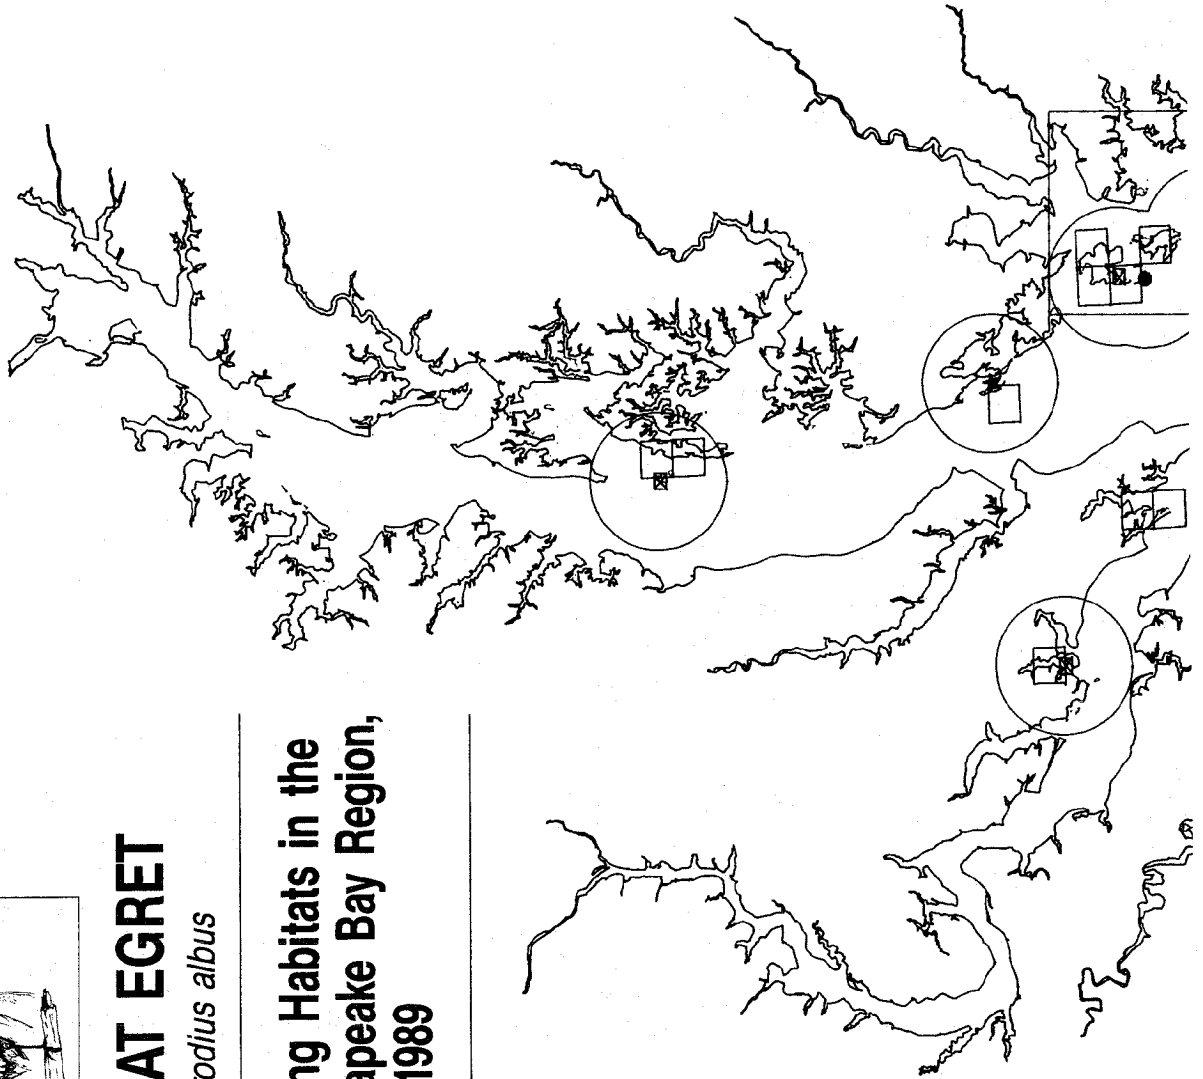 AT EGRET
odius albus
ng Habitats in the
apeake Bay Region,
1989